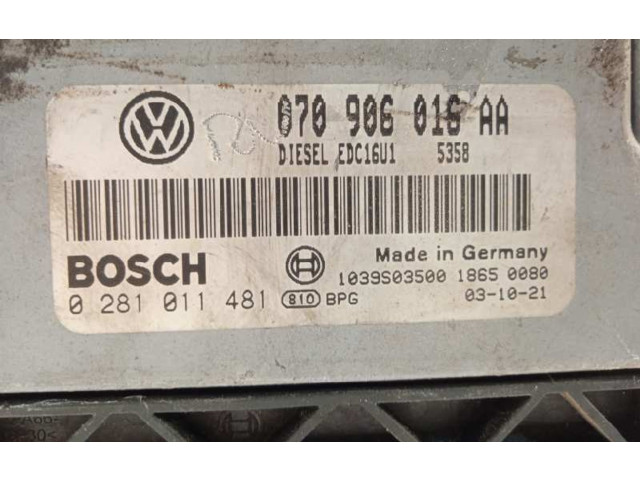 070 906 016 AA
DIESEL EDC16U1 5358
BOSCH
Made in Germany
1039S03500 1865 0080
0 281 011 481 810 BPG 03-10-21